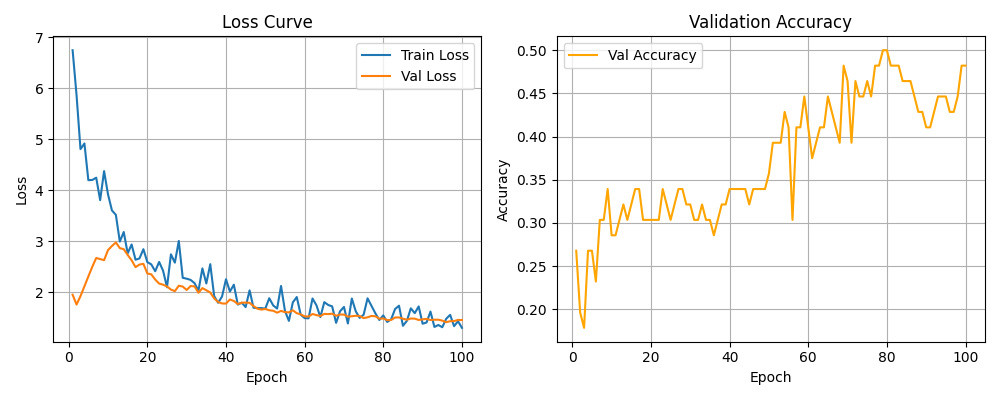 Loss Curve
7
6
5
4
3
2
Loss
0 20 40 60 80 100
Epoch
Train Loss
Val Loss
Validation Accuracy
0.50
0.45
0.40
0.35
0.30
0.25
0.20
Accuracy
0 20 40 60 80 100
Epoch
Val Accuracy